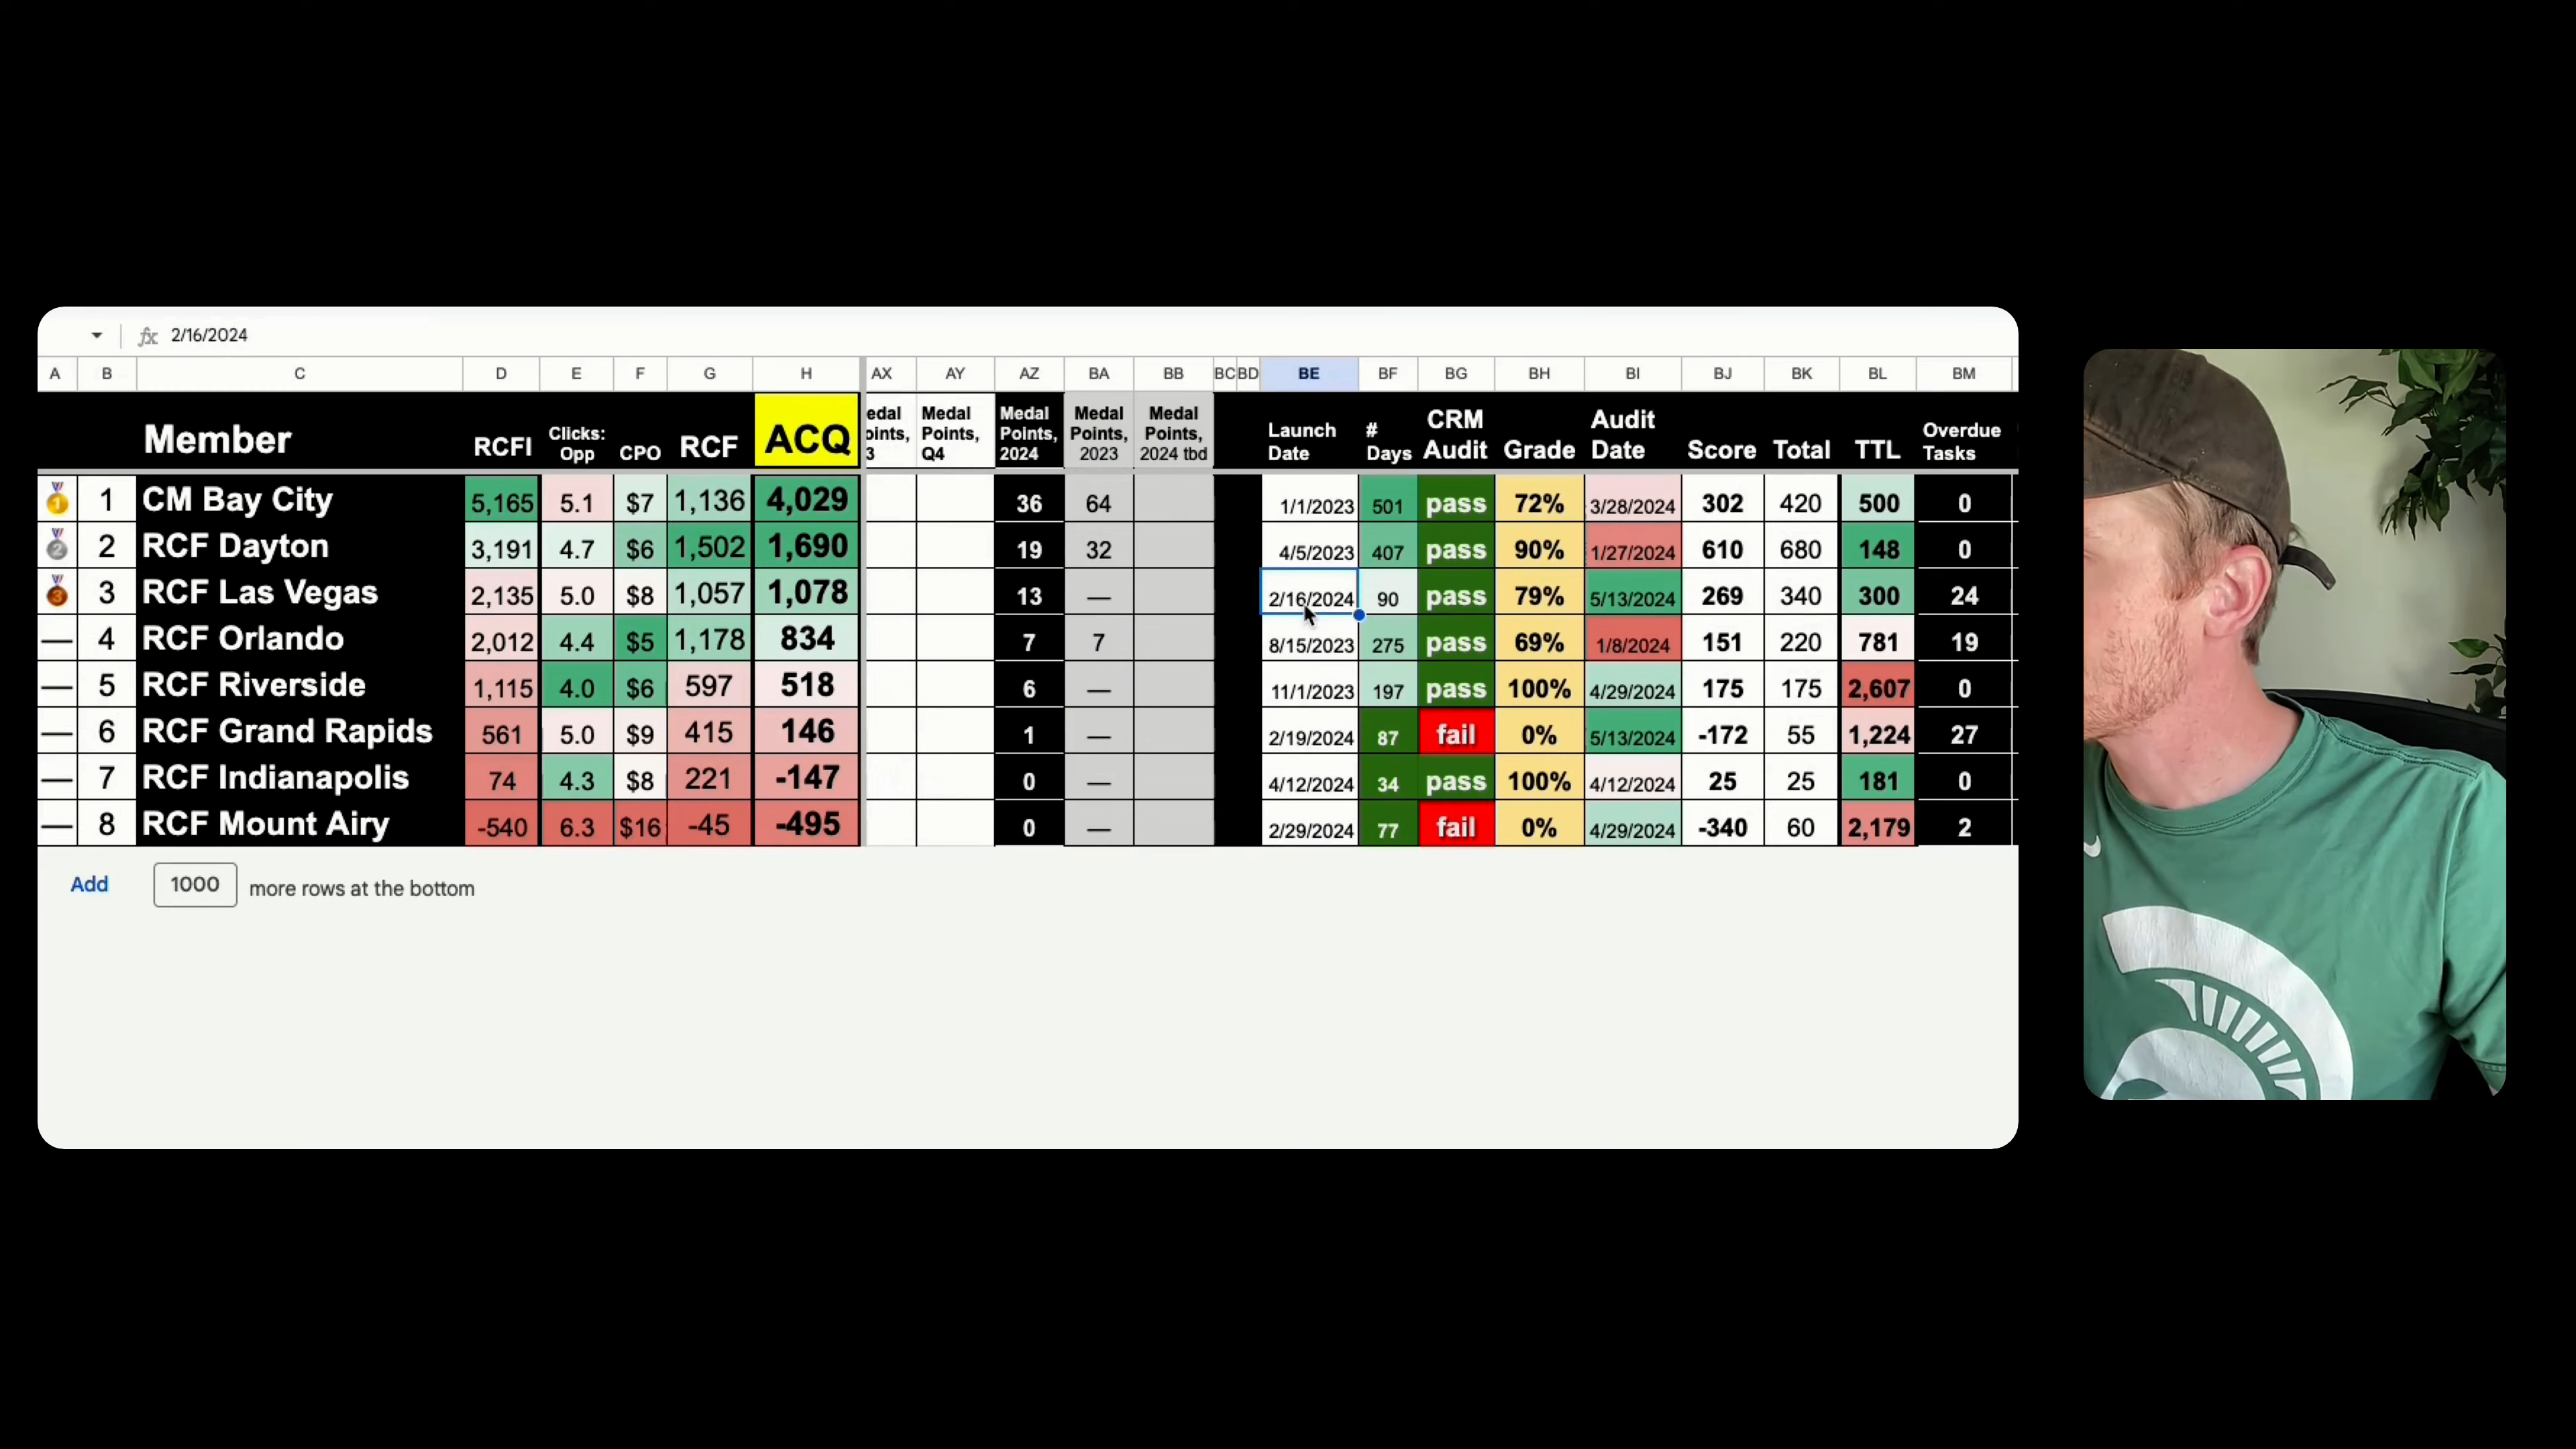 fx 2/16/2024
A B C D E F G H AX AY AZ BA BB BC BD BE BF BG BH BI BJ BK BL BM
Member RCFI Clicks: Opp CPO RCF ACQ edal oints, 3 Medal Points, Q4 Medal Points, 2024 Medal Points, 2023 Medal Points, 2024 tbd Launch Date # Days CRM Audit Grade Audit Date Score Total TTL Overdue Tasks
1 1 CM Bay City 5,165 5.1 $7 1,136 4,029 36 64 1/1/2023 501 pass 72% 3/28/2024 302 420 500 0
2 2 RCF Dayton 3,191 4.7 $6 1,502 1,690 19 32 4/5/2023 407 pass 90% 1/27/2024 610 680 148 0
3 3 RCF Las Vegas 2,135 5.0 $8 1,057 1,078 13 — 2/16/2024 90 pass 79% 5/13/2024 269 340 300 24
— 4 RCF Orlando 2,012 4.4 $5 1,178 834 7 7 8/15/2023 275 pass 69% 1/8/2024 151 220 781 19
— 5 RCF Riverside 1,115 4.0 $6 597 518 6 — 11/1/2023 197 pass 100% 4/29/2024 175 175 2,607 0
— 6 RCF Grand Rapids 561 5.0 $9 415 146 1 — 2/19/2024 87 fail 0% 5/13/2024 -172 55 1,224 27
— 7 RCF Indianapolis 74 4.3 $8 221 -147 0 — 4/12/2024 34 pass 100% 4/12/2024 25 25 181 0
— 8 RCF Mount Airy -540 6.3 $16 -45 -495 0 — 2/29/2024 77 fail 0% 4/29/2024 -340 60 2,179 2
Add 1000 more rows at the bottom